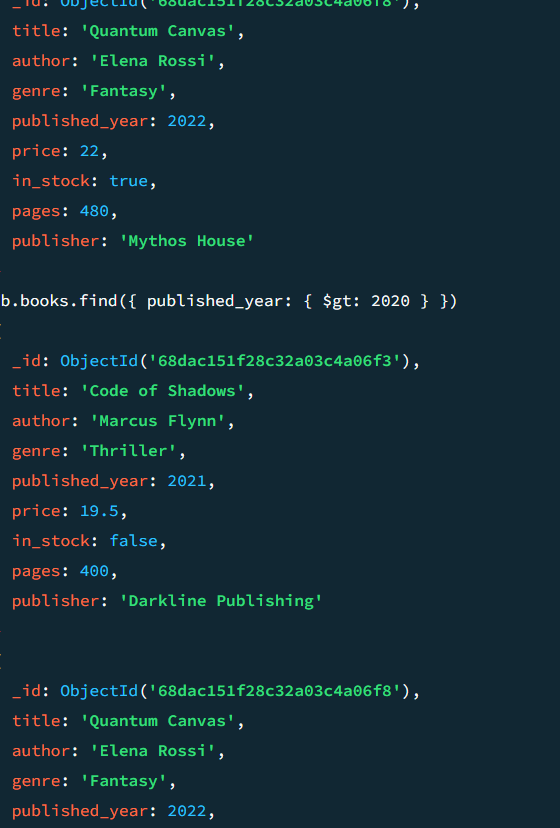 _id: ObjectId('68dac151f28c32a03c4a06f8'),
title: 'Quantum Canvas',
author: 'Elena Rossi',
genre: 'Fantasy',
published_year: 2022,
price: 22,
in_stock: true,
pages: 480,
publisher: 'Mythos House'
b.books.find({ published_year: { $gt: 2020 } })
_id: ObjectId('68dac151f28c32a03c4a06f3'),
title: 'Code of Shadows',
author: 'Marcus Flynn',
genre: 'Thriller',
published_year: 2021,
price: 19.5,
in_stock: false,
pages: 400,
publisher: 'Darkline Publishing'
_id: ObjectId('68dac151f28c32a03c4a06f8'),
title: 'Quantum Canvas',
author: 'Elena Rossi',
genre: 'Fantasy',
published_year: 2022,